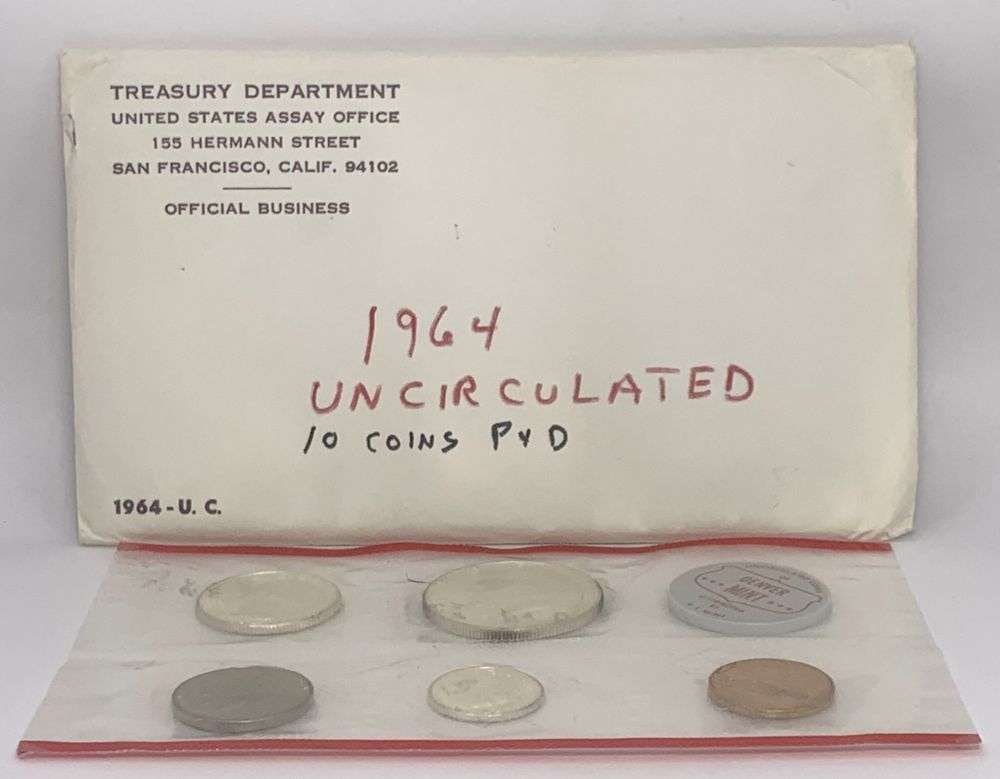 TREASURY DEPARTMENT
UNITED STATES ASSAY OFFICE
155 HERMANN STREET
SAN FRANCISCO, CALIF. 94102
OFFICIAL BUSINESS
1964
UNCIRCULATED
10 COINS P & D
1964 - U. C.
DENVER
MINT